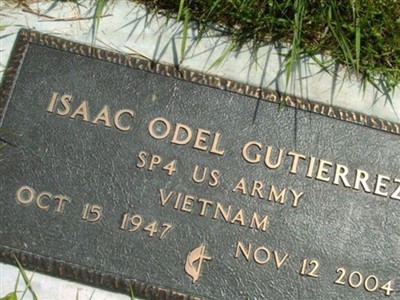 ISAAC ODEL GUTIERREZ
SP4 US ARMY
VIETNAM
OCT 15 1947
NOV 12 2004